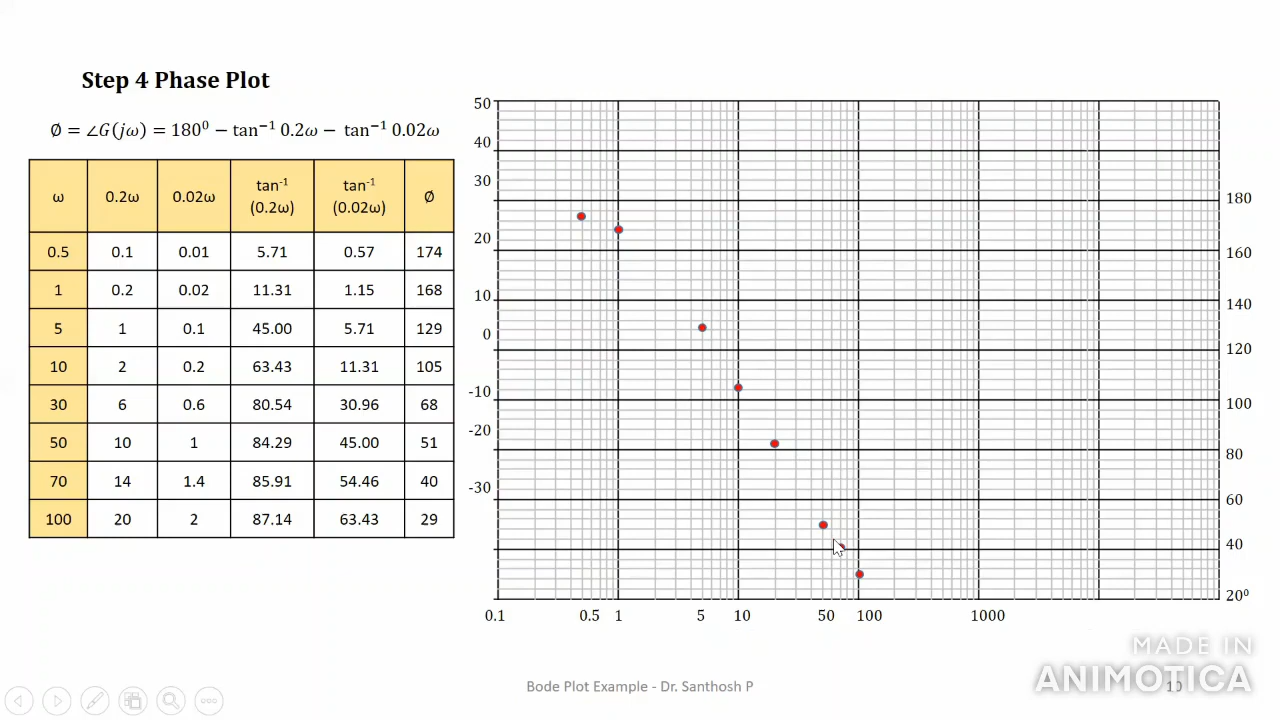 Step 4 Phase Plot
∅ = ∠G(jω) = 180⁰ − tan⁻¹ 0.2ω − tan⁻¹ 0.02ω
ω 0.2ω 0.02ω tan⁻¹ (0.2ω) tan⁻¹ (0.02ω) Ø
0.5 0.1 0.01 5.71 0.57 174
1 0.2 0.02 11.31 1.15 168
5 1 0.1 45.00 5.71 129
10 2 0.2 63.43 11.31 105
30 6 0.6 80.54 30.96 68
50 10 1 84.29 45.00 51
70 14 1.4 85.91 54.46 40
100 20 2 87.14 63.43 29
50
40
30
20
10
0
-10
-20
-30
180
160
140
120
100
80
60
40
20⁰
0.1 0.5 1 5 10 50 100 1000
Bode Plot Example - Dr. Santhosh P
10
MADE IN
ANIMOTICA